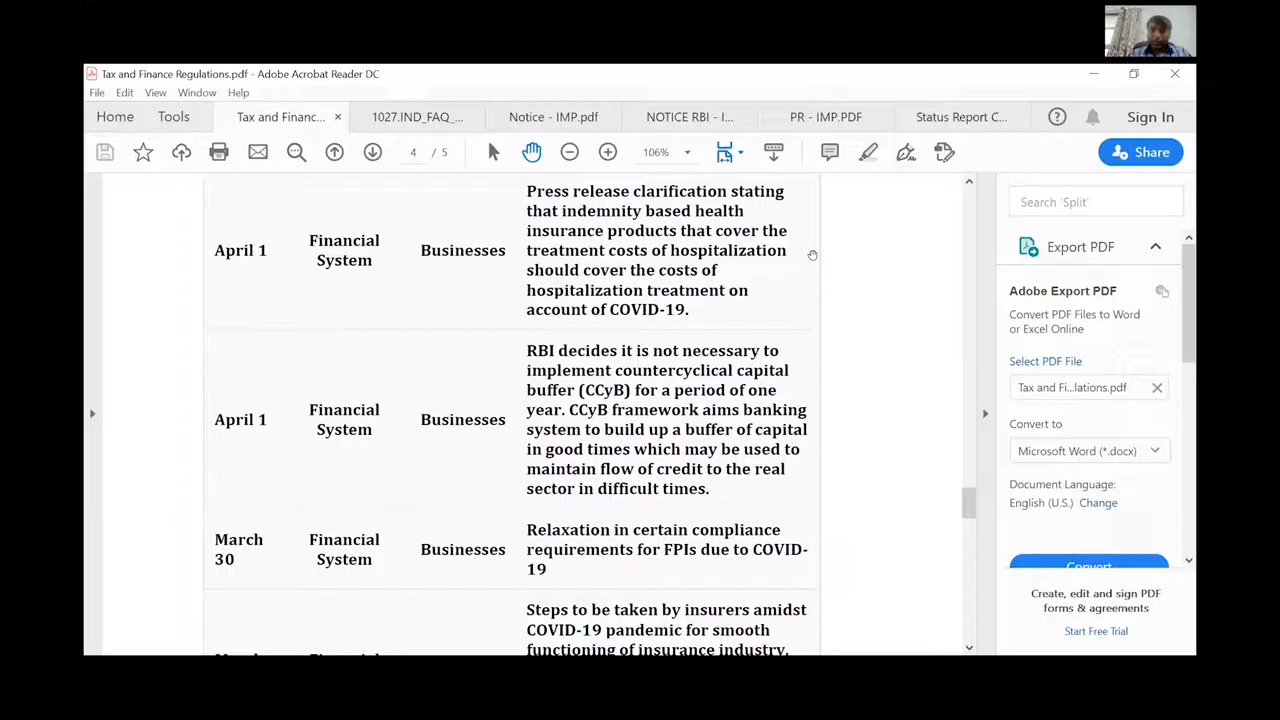 Tax and Finance Regulations.pdf - Adobe Acrobat Reader DC
File Edit View Window Help
Home Tools Tax and Financ... × 1027.IND_FAQ_... Notice - IMP.pdf NOTICE RBI - I... PR - IMP.PDF Status Report C... Sign In
4 / 5 106% Share
April 1
Financial
System
Businesses
Press release clarification stating
that indemnity based health
insurance products that cover the
treatment costs of hospitalization
should cover the costs of
hospitalization treatment on
account of COVID-19.
April 1
Financial
System
Businesses
RBI decides it is not necessary to
implement countercyclical capital
buffer (CCyB) for a period of one
year. CCyB framework aims banking
system to build up a buffer of capital
in good times which may be used to
maintain flow of credit to the real
sector in difficult times.
March
30
Financial
System
Businesses
Relaxation in certain compliance
requirements for FPIs due to COVID-
19
Steps to be taken by insurers amidst
COVID-19 pandemic for smooth
functioning of insurance industry.
Search 'Split'
Export PDF
Adobe Export PDF
Convert PDF Files to Word
or Excel Online
Select PDF File
Tax and Fi...lations.pdf
Convert to
Microsoft Word (*.docx)
Document Language:
English (U.S.) Change
Convert
Create, edit and sign PDF
forms & agreements
Start Free Trial